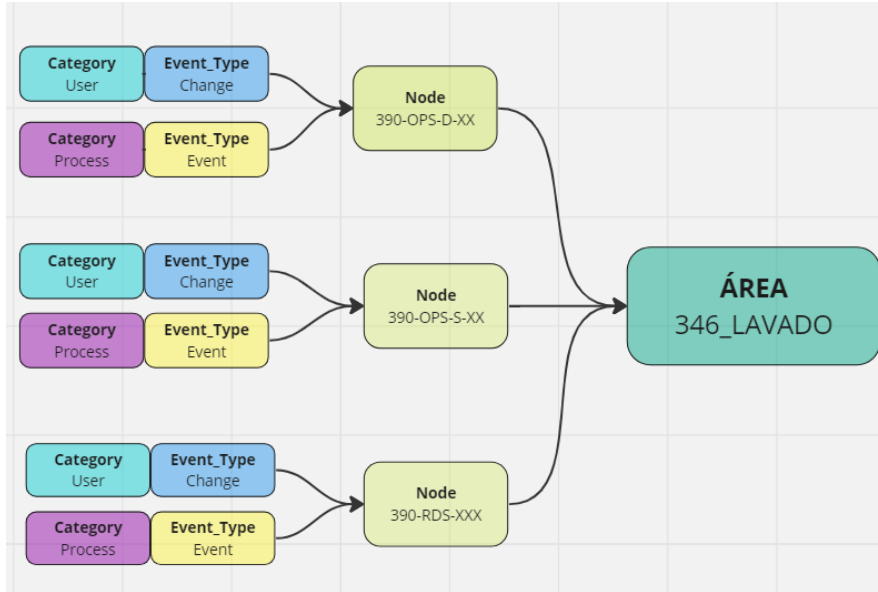 Category
User
Event_Type
Change
Category
Process
Event_Type
Event
Node
390-OPS-D-XX
Category
User
Event_Type
Change
Category
Process
Event_Type
Event
Node
390-OPS-S-XX
Category
User
Event_Type
Change
Category
Process
Event_Type
Event
Node
390-RDS-XXX
ÁREA
346_LAVADO